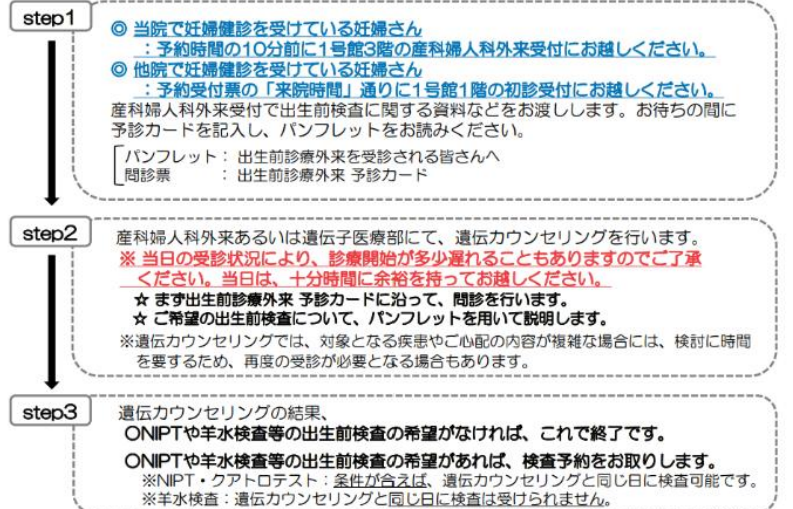 step1
◎ 当院で妊婦健診を受けている妊婦さん
：予約時間の10分前に1号館3階の産科婦人科外来受付にお越しください。
◎ 他院で妊婦健診を受けている妊婦さん
：予約受付票の「来院時間」通りに1号館1階の初診受付にお越しください。
産科婦人科外来受付で出生前検査に関する資料などをお渡しします。お待ちの間に
予診カードを記入し、パンフレットをお読みください。
パンフレット： 出生前診療外来を受診される皆さんへ
問診票 ： 出生前診療外来 予診カード
step2
産科婦人科外来あるいは遺伝子医療部にて、遺伝カウンセリングを行います。
※ 当日の受診状況により、診療開始が多少遅れることもありますのでご了承
ください。当日は、十分時間に余裕を持ってお越しください。
☆ まず出生前診療外来 予診カードに沿って、問診を行います。
☆ ご希望の出生前検査について、パンフレットを用いて説明します。
※遺伝カウンセリングでは、対象となる疾患やご心配の内容が複雑な場合には、検討に時間
を要するため、再度の受診が必要となる場合もあります。
step3
遺伝カウンセリングの結果、
○NIPTや羊水検査等の出生前検査の希望がなければ、これで終了です。
○NIPTや羊水検査等の出生前検査の希望があれば、検査予約をお取りします。
※NIPT・クアトロテスト：条件が合えば、遺伝カウンセリングと同じ日に検査可能です。
※羊水検査：遺伝カウンセリングと同じ日に検査は受けられません。